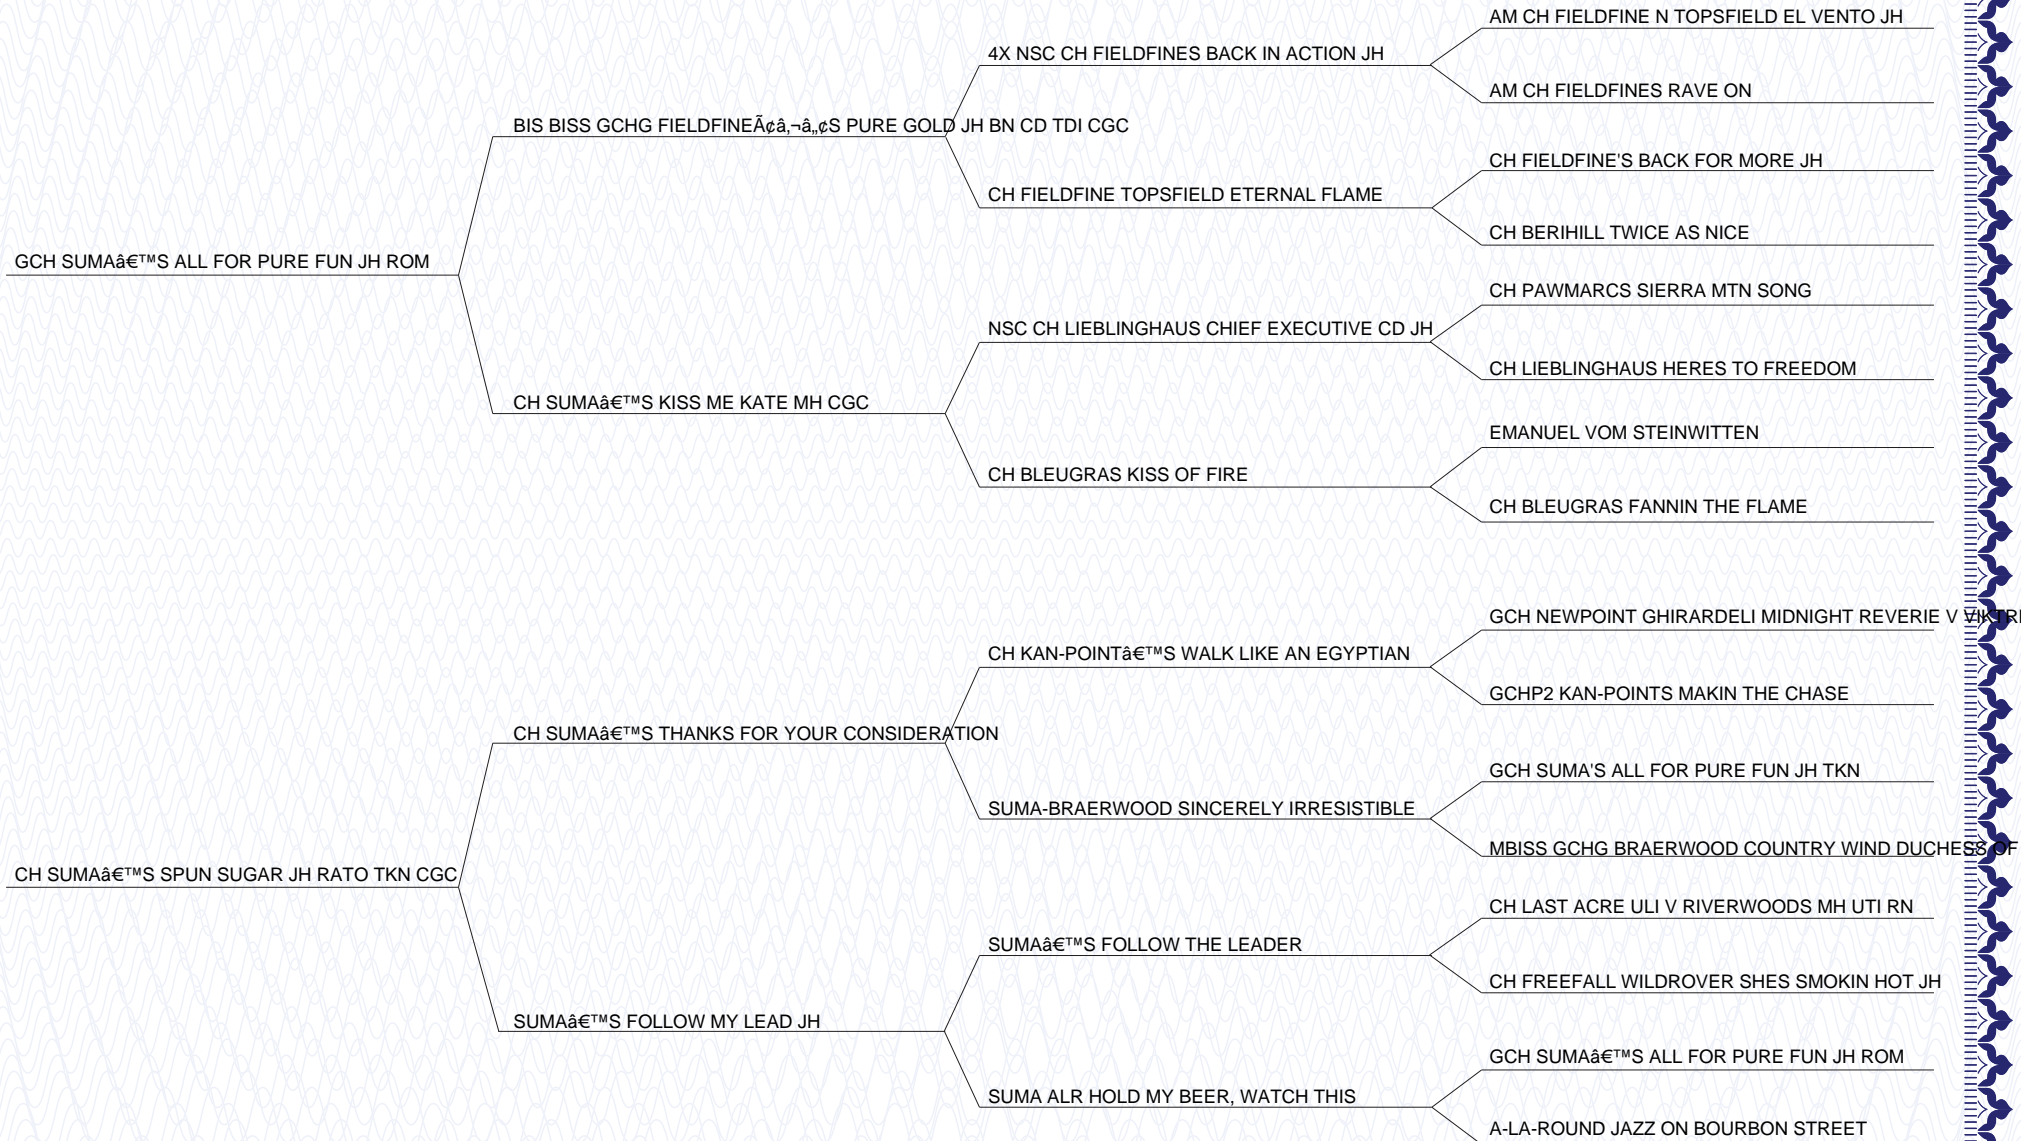 AM CH FIELDFINE N TOPSFIELD EL VENTO JH
4X NSC CH FIELDFINES BACK IN ACTION JH
AM CH FIELDFINES RAVE ON
BIS BISS GCHG FIELDFINEÃ¢â‚¬â„¢S PURE GOLD JH BN CD TDI CGC
CH FIELDFINE'S BACK FOR MORE JH
CH FIELDFINE TOPSFIELD ETERNAL FLAME
CH BERIHILL TWICE AS NICE
GCH SUMAâ€™S ALL FOR PURE FUN JH ROM
CH PAWMARCS SIERRA MTN SONG
NSC CH LIEBLINGHAUS CHIEF EXECUTIVE CD JH
CH LIEBLINGHAUS HERES TO FREEDOM
CH SUMAâ€™S KISS ME KATE MH CGC
EMANUEL VOM STEINWITTEN
CH BLEUGRAS KISS OF FIRE
CH BLEUGRAS FANNIN THE FLAME
GCH NEWPOINT GHIRARDELI MIDNIGHT REVERIE V
CH KAN-POINTâ€™S WALK LIKE AN EGYPTIAN
GCHP2 KAN-POINTS MAKIN THE CHASE
CH SUMAâ€™S THANKS FOR YOUR CONSIDERATION
GCH SUMA'S ALL FOR PURE FUN JH TKN
SUMA-BRAERWOOD SINCERELY IRRESISTIBLE
MBISS GCHG BRAERWOOD COUNTRY WIND DUCHESS OF
CH SUMAâ€™S SPUN SUGAR JH RATO TKN CGC
CH LAST ACRE ULI V RIVERWOODS MH UTI RN
SUMAâ€™S FOLLOW THE LEADER
CH FREEFALL WILDROVER SHES SMOKIN HOT JH
SUMAâ€™S FOLLOW MY LEAD JH
GCH SUMAâ€™S ALL FOR PURE FUN JH ROM
SUMA ALR HOLD MY BEER, WATCH THIS
A-LA-ROUND JAZZ ON BOURBON STREET